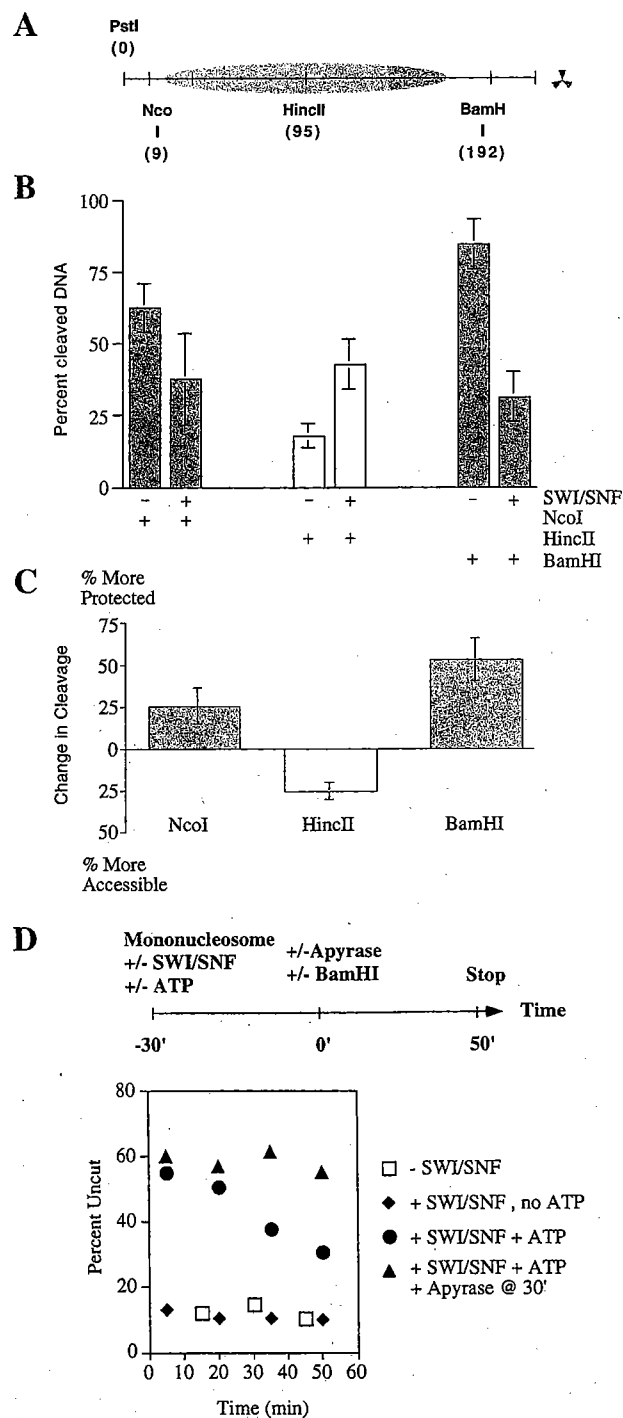 A
PstI
(0)
Nco
I
(9)
HincII
(95)
BamH
I
(192)
B
100
75
50
25
0
Percent cleaved DNA
- + - + - + SWI/SNF
+ + NcoI
+ + HincII
+ + BamHI
C
% More
Protected
75
50
25
0
25
50
Change in Cleavage
NcoI HincII BamHI
% More
Accessible
D
Mononucleosome
+/- SWI/SNF
+/- ATP
+/-Apyrase
+/- BamHI
Stop
Time
-30' 0' 50'
80
60
40
20
0
Percent Uncut
0 10 20 30 40 50 60
Time (min)
- SWI/SNF
+ SWI/SNF , no ATP
+ SWI/SNF + ATP
+ SWI/SNF + ATP
+ Apyrase @ 30'